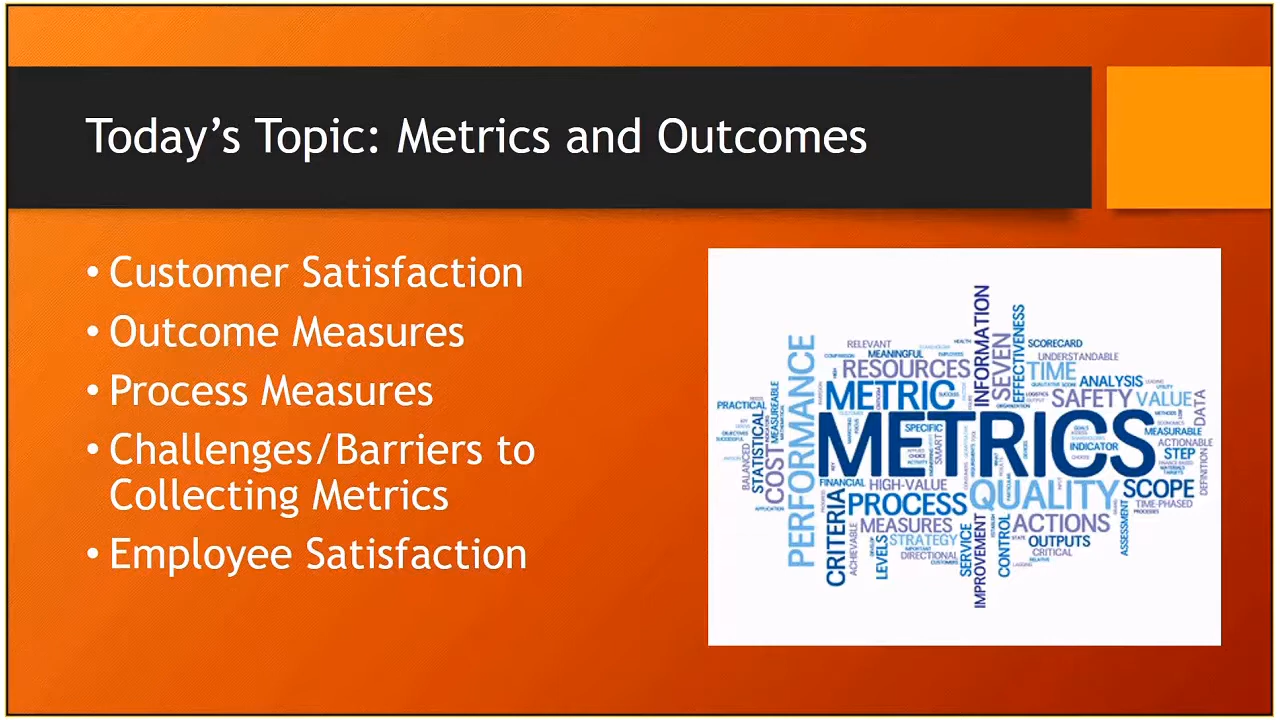 Today's Topic: Metrics and Outcomes
• Customer Satisfaction
• Outcome Measures
• Process Measures
• Challenges/Barriers to
Collecting Metrics
• Employee Satisfaction
INFORMATION
SEVEN
EFFECTIVENESS
RELEVANT
SCORECARD
MEANINGFUL
UNDERSTANDABLE
RESOURCES
TIME
ANALYSIS
PERFORMANCE
METRIC
SAFETY
VALUE
DATA
PRACTICAL
MEASUREABLE
STATISTICAL
COST
BALANCED
SPECIFIC
SMART
METRICS
INDICATOR
MEASURABLE
ACTIONABLE
STEP
DEFINITION
FINANCIAL
HIGH-VALUE
QUALITY
SCOPE
PROCESS
TIME-PHASED
CRITERIA
ACHIEVABLE
MEASURES
ACTIONS
STRATEGY
LEVELS
DIRECTIONAL
SERVICE
IMPROVEMENT
CONTROL
OUTPUTS
CRITICAL
ASSESSMENT